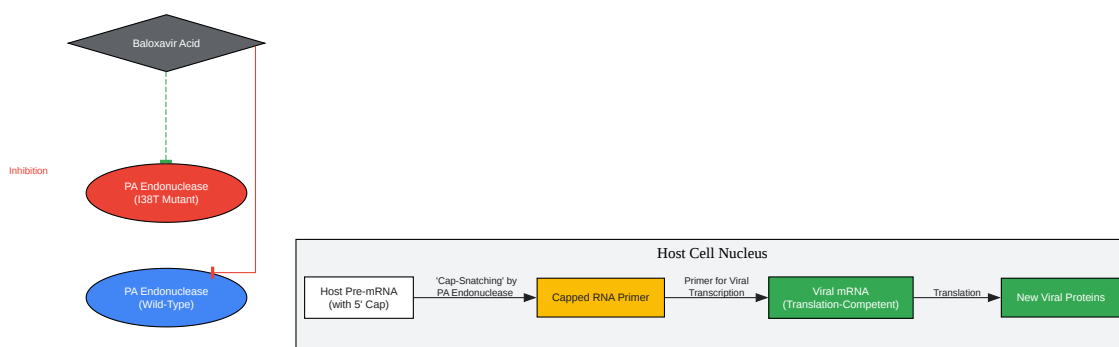 Baloxavir Acid
Inhibition
PA Endonuclease
(I38T Mutant)
PA Endonuclease
(Wild-Type)
Host Cell Nucleus
Host Pre-mRNA
(with 5' Cap)
'Cap-Snatching' by
PA Endonuclease
Capped RNA Primer
Primer for Viral
Transcription
Viral mRNA
(Translation-Competent)
Translation
New Viral Proteins